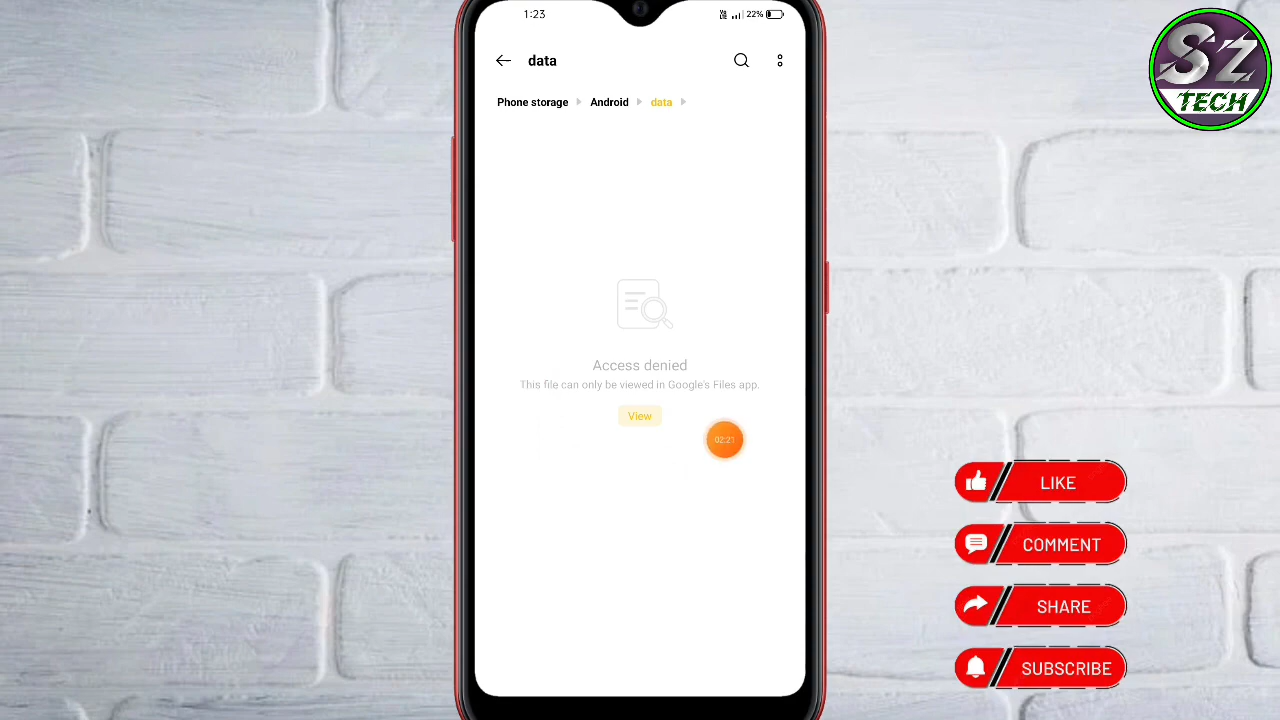 1:23
22%
data
Phone storage
Android
data
Access denied
This file can only be viewed in Google's Files app.
View
02:21
SZ
TECH
LIKE
COMMENT
SHARE
SUBSCRIBE